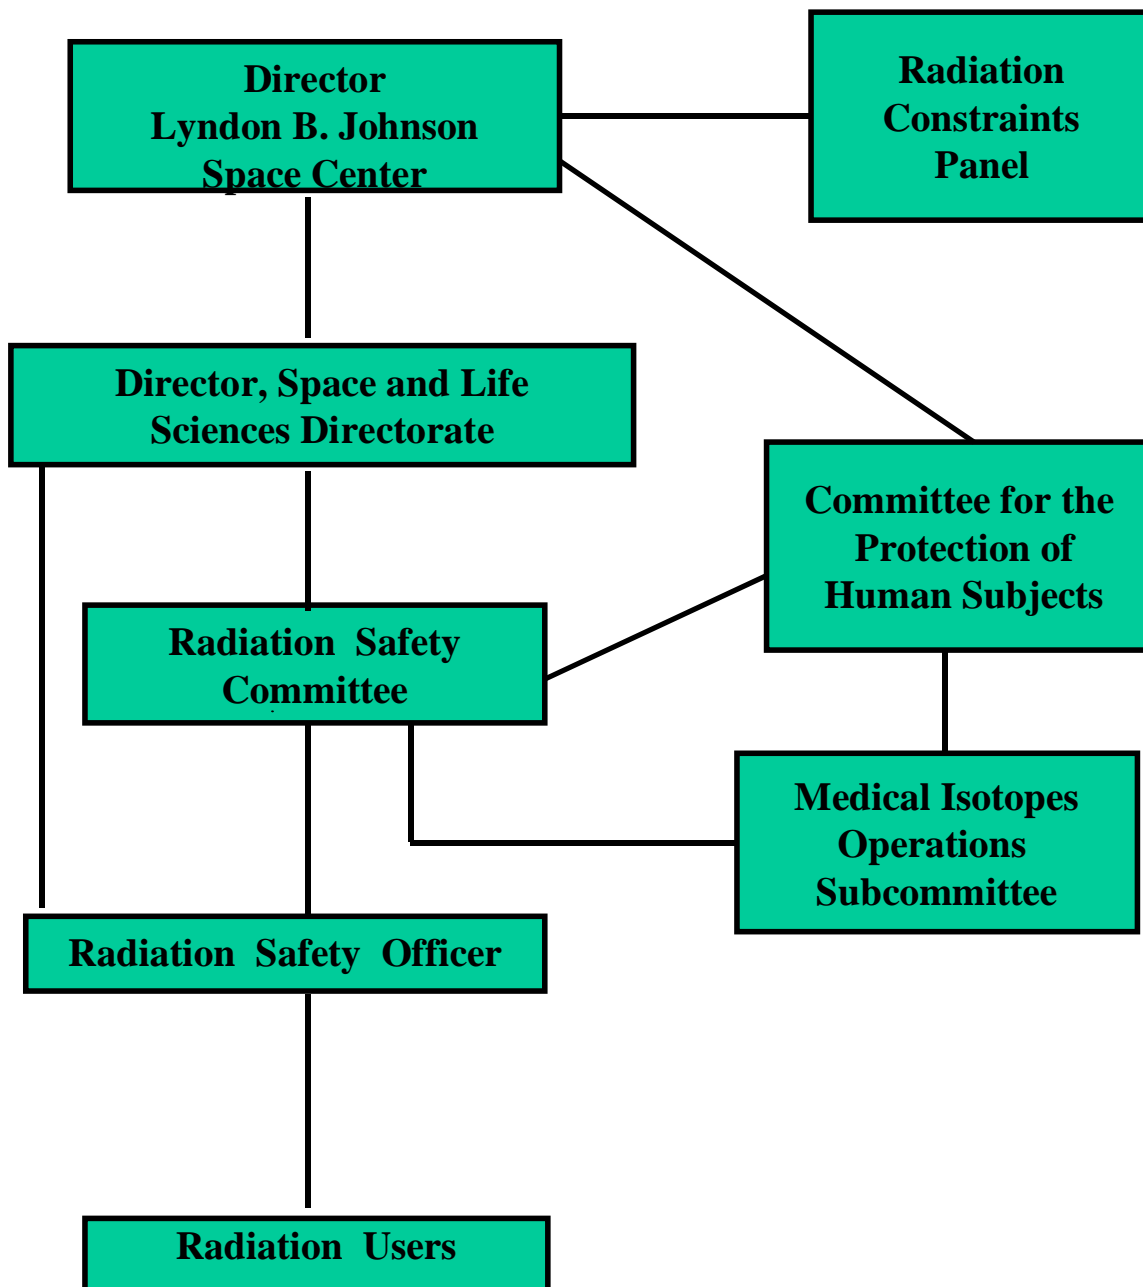 Director
Lyndon B. Johnson
Space Center
Radiation
Constraints
Panel
Director, Space and Life
Sciences Directorate
Committee for the
Protection of
Human Subjects
Radiation Safety
Committee
Medical Isotopes
Operations
Subcommittee
Radiation Safety Officer
Radiation Users